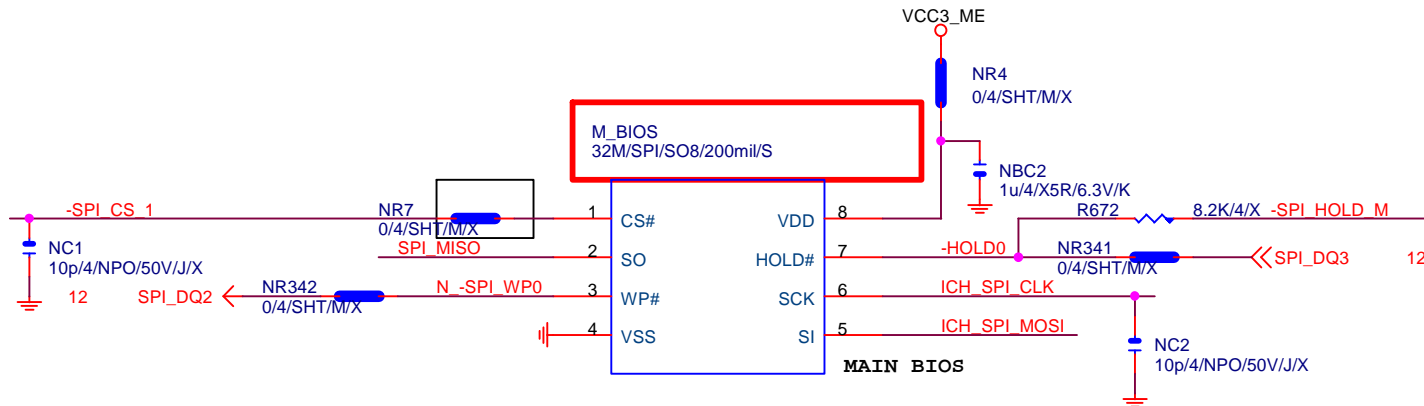 VCC3_ME
NR4
0/4/SHT/M/X
M_BIOS
32M/SPI/SO8/200mil/S
NBC2
1u/4/X5R/6.3V/K
-SPI_CS_1
NR7
0/4/SHT/M/X
1
CS#
VDD
8
R672
8.2K/4/X
-SPI_HOLD_M
NC1
10p/4/NPO/50V/J/X
SPI_MISO
2
SO
HOLD#
7
-HOLD0
NR341
0/4/SHT/M/X
SPI_DQ3
12
12
SPI_DQ2
NR342
0/4/SHT/M/X
N_-SPI_WP0
3
WP#
SCK
6
ICH_SPI_CLK
4
VSS
SI
5
ICH_SPI_MOSI
NC2
10p/4/NPO/50V/J/X
MAIN BIOS